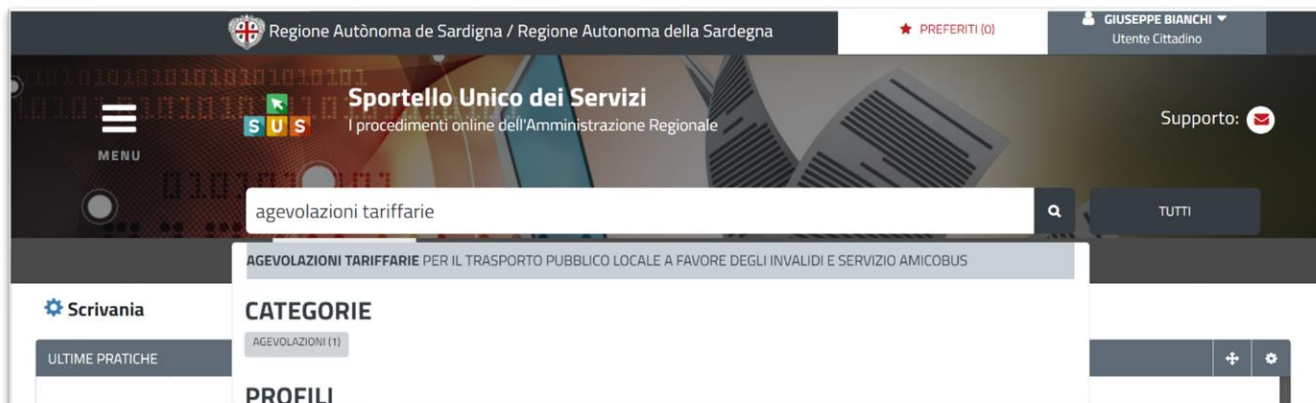 Regione Autònoma de Sardigna / Regione Autonoma della Sardegna
PREFERITI (0)
GIUSEPPE BIANCHI
Utente Cittadino
MENU
SUS
Sportello Unico dei Servizi
I procedimenti online dell'Amministrazione Regionale
Supporto:
agevolazioni tariffarie
TUTTI
AGEVOLAZIONI TARIFFARIE PER IL TRASPORTO PUBBLICO LOCALE A FAVORE DEGLI INVALIDI E SERVIZIO AMICOBUS
Scrivania
CATEGORIE
AGEVOLAZIONI (1)
ULTIME PRATICHE
PROFILI